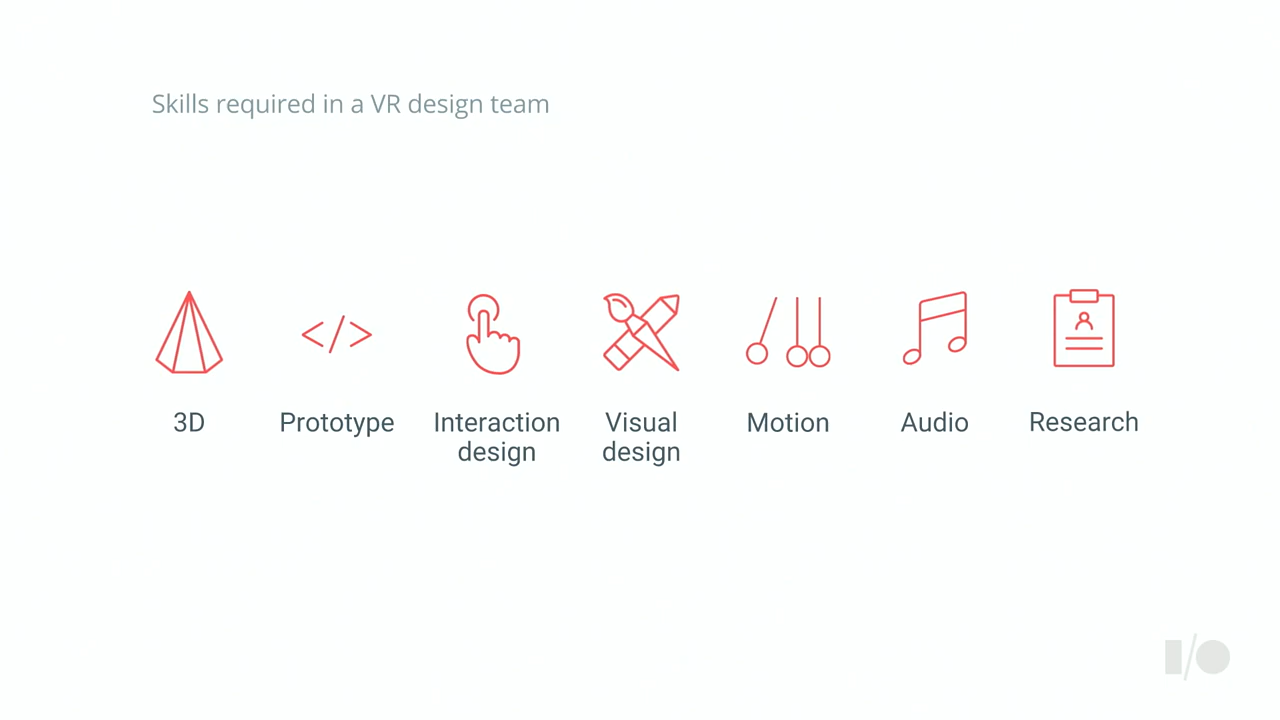 Skills required in a VR design team
3D
Prototype
Interaction
design
Visual
design
Motion
Audio
Research
I/O